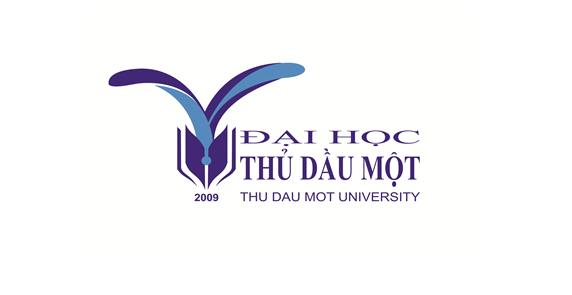 ĐẠI HỌC
THỦ DẦU MỘT
2009
THU DAU MOT UNIVERSITY